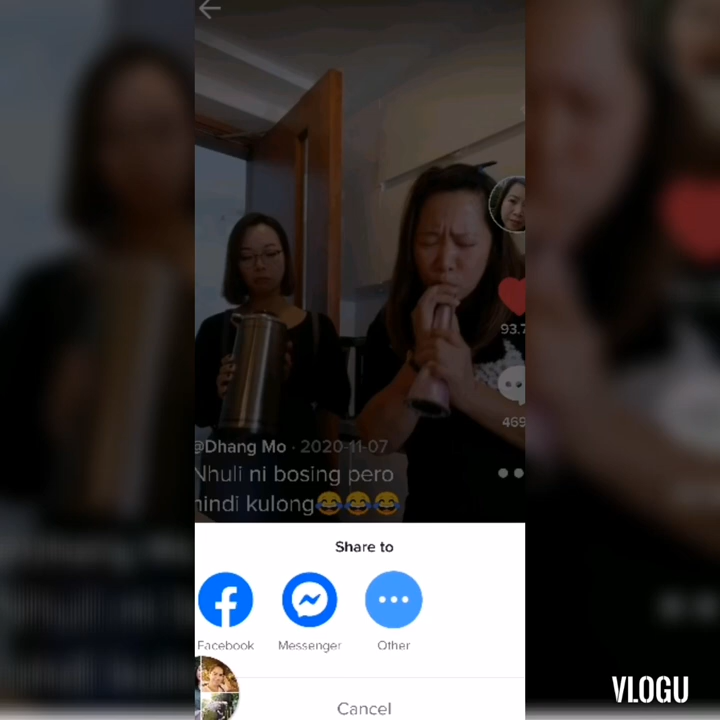 @Dhang Mo · 2020-11-07
Nhuli ni bosing pero
hindi kulong😂😂😂
93.7
469
Share to
Facebook
Messenger
Other
Cancel
VLOGU